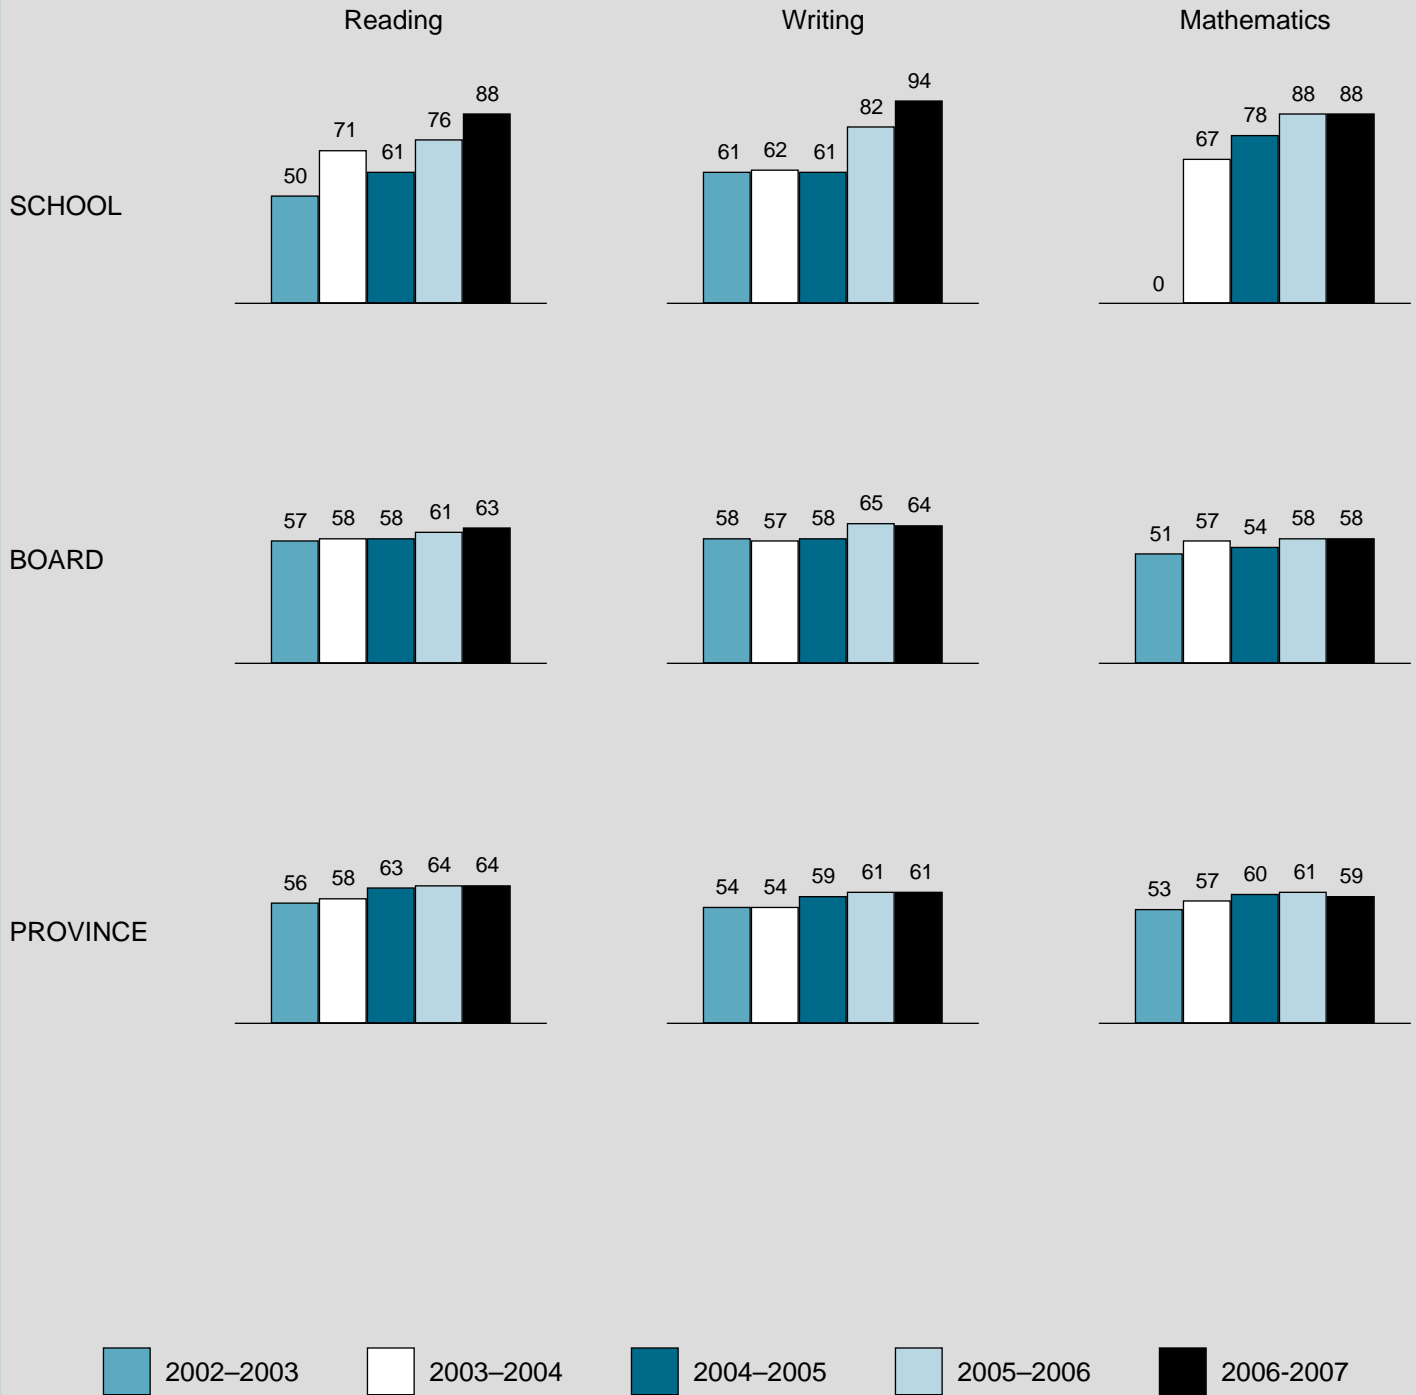 Reading Writing Mathematics
SCHOOL
50 71 61 76 88
61 62 61 82 94
0 67 78 88 88
BOARD
57 58 58 61 63
58 57 58 65 64
51 57 54 58 58
PROVINCE
56 58 63 64 64
54 54 59 61 61
53 57 60 61 59
2002–2003 2003–2004 2004–2005 2005–2006 2006-2007